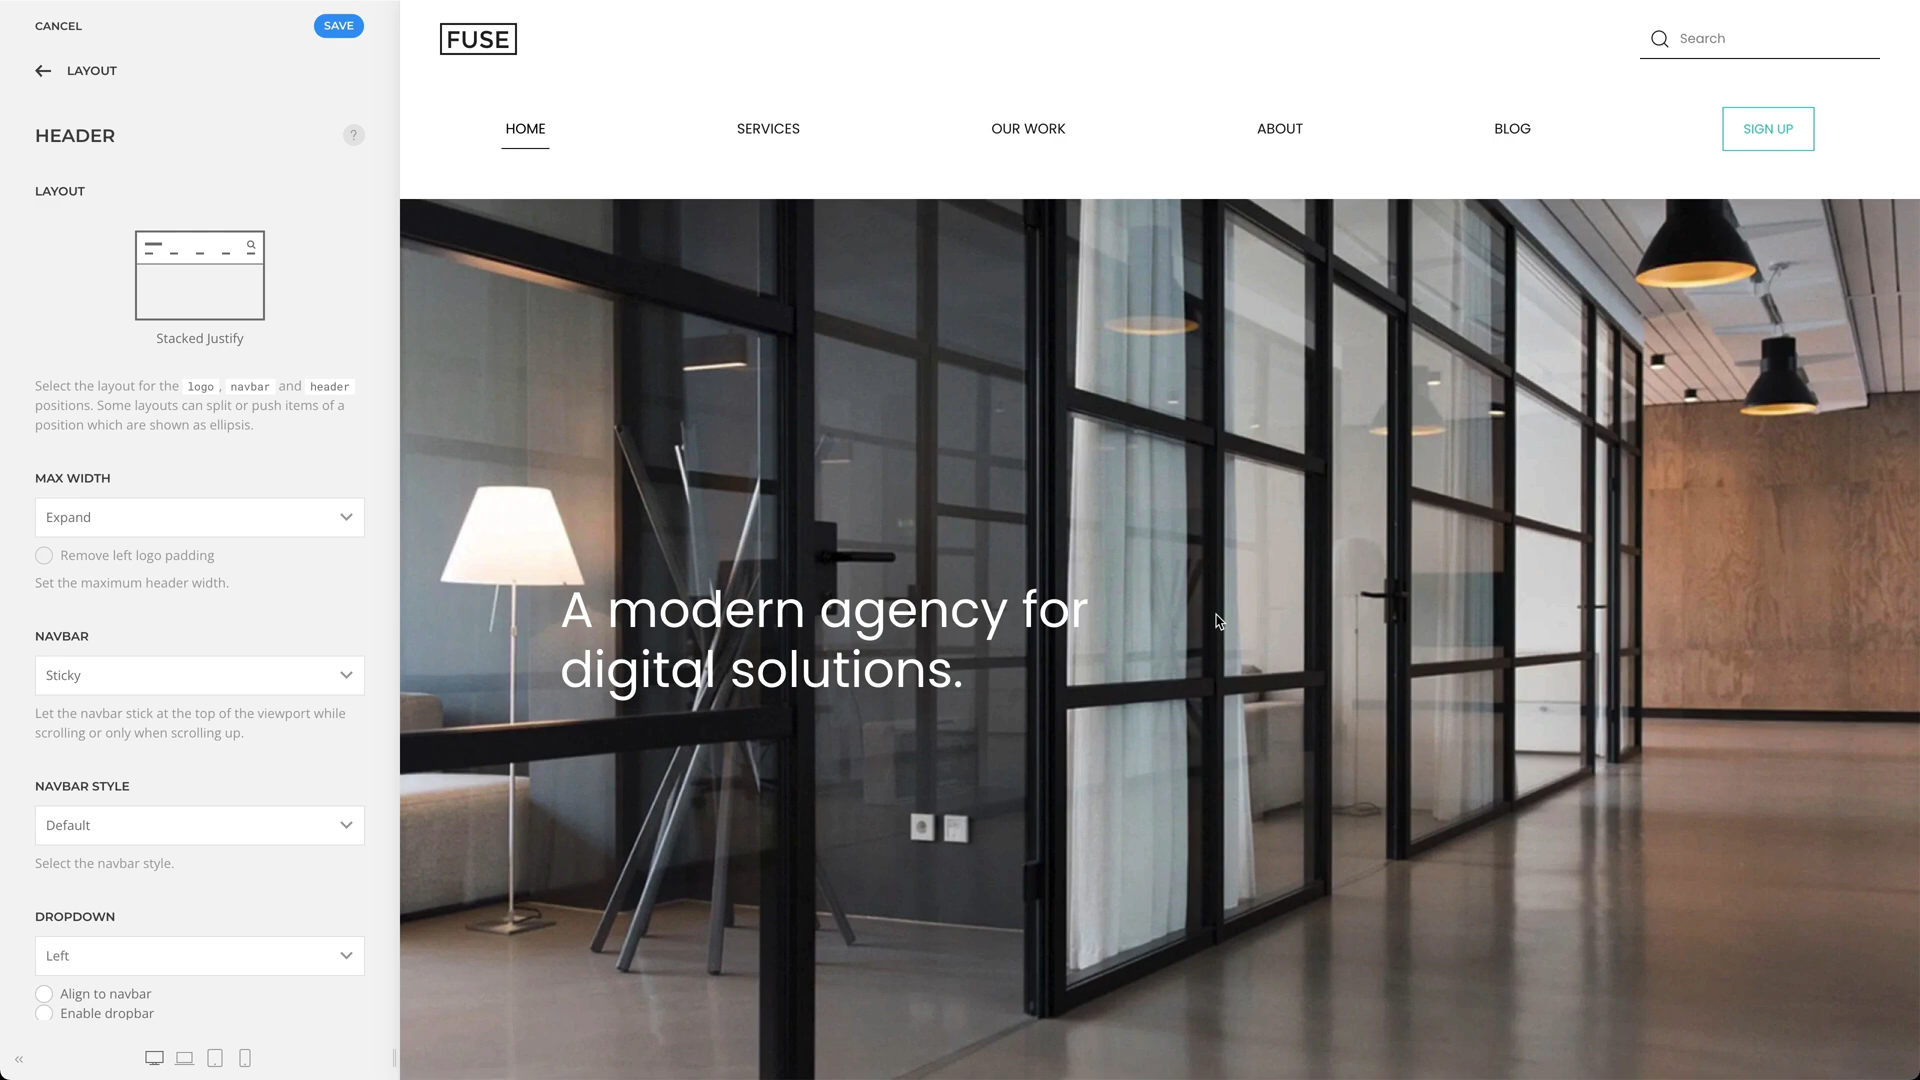 CANCEL
SAVE
LAYOUT
HEADER
?
LAYOUT
Stacked Justify
Select the layout for the logo, navbar and header
positions. Some layouts can split or push items of a
position which are shown as ellipsis.
MAX WIDTH
Expand
Remove left logo padding
Set the maximum header width.
NAVBAR
Sticky
Let the navbar stick at the top of the viewport while
scrolling or only when scrolling up.
NAVBAR STYLE
Default
Select the navbar style.
DROPDOWN
Left
Align to navbar
Enable dropbar
FUSE
Search
HOME
SERVICES
OUR WORK
ABOUT
BLOG
SIGN UP
A modern agency for
digital solutions.